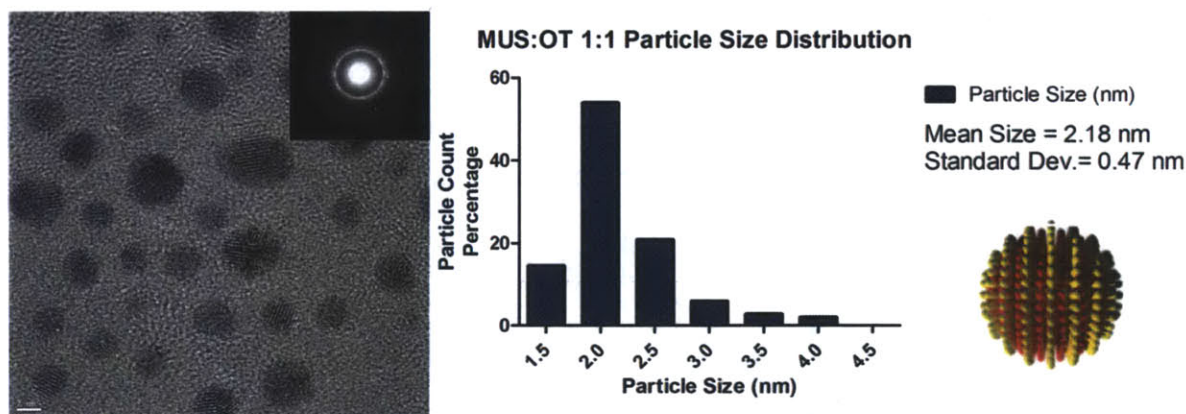 MUS:OT 1:1 Particle Size Distribution
Particle Count
Percentage
60
40
20
0
1.5
2.0
2.5
3.0
3.5
4.0
4.5
Particle Size (nm)
Particle Size (nm)
Mean Size = 2.18 nm
Standard Dev.= 0.47 nm